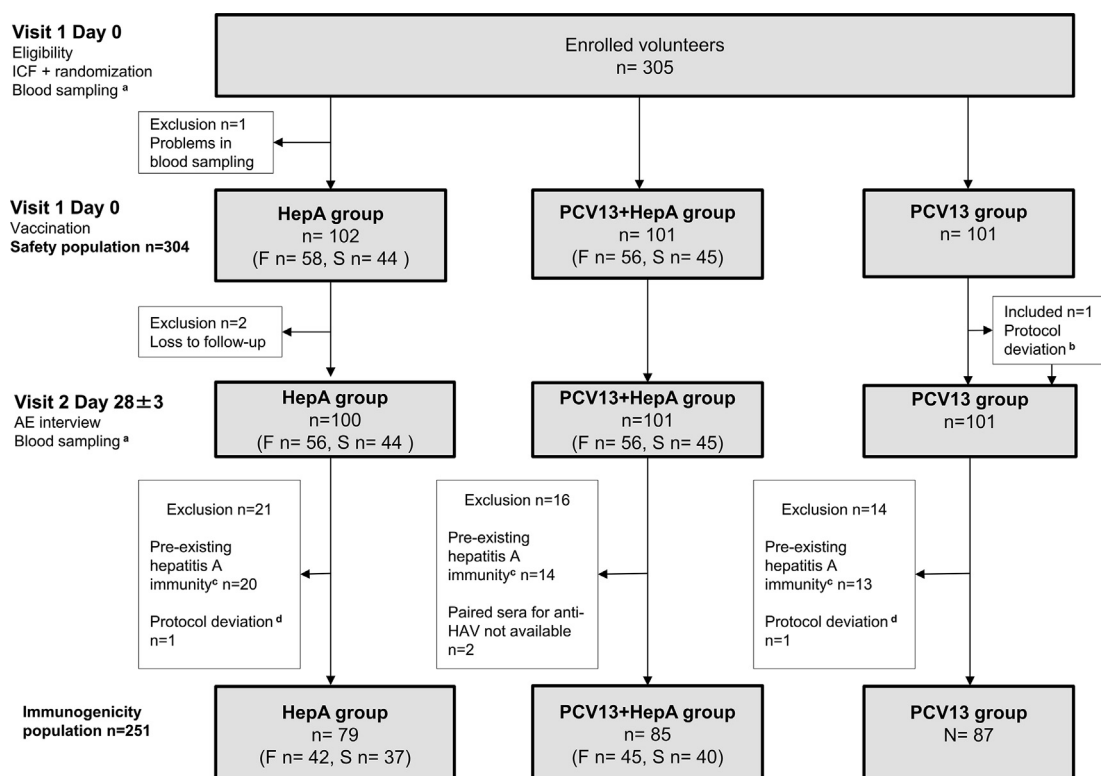 Visit 1 Day 0
Eligibility
ICF + randomization
Blood sampling a
Enrolled volunteers
n= 305
Exclusion n=1
Problems in
blood sampling
Visit 1 Day 0
Vaccination
Safety population n=304
HepA group
n= 102
(F n= 58, S n= 44 )
PCV13+HepA group
n= 101
(F n= 56, S n= 45)
PCV13 group
n= 101
Exclusion n=2
Loss to follow-up
Included n=1
Protocol
deviation b
Visit 2 Day 28±3
AE interview
Blood sampling a
HepA group
n=100
(F n= 56, S n= 44 )
PCV13+HepA group
n=101
(F n= 56, S n= 45)
PCV13 group
n=101
Exclusion n=21
Pre-existing
hepatitis A
immunityc n=20
Protocol deviation d
n=1
Exclusion n=16
Pre-existing
hepatitis A
immunityc n=14
Paired sera for anti-
HAV not available
n=2
Exclusion n=14
Pre-existing
hepatitis A
immunityc n=13
Protocol deviation d
n=1
Immunogenicity
population n=251
HepA group
n= 79
(F n= 42, S n= 37)
PCV13+HepA group
n= 85
(F n= 45, S n= 40)
PCV13 group
N= 87